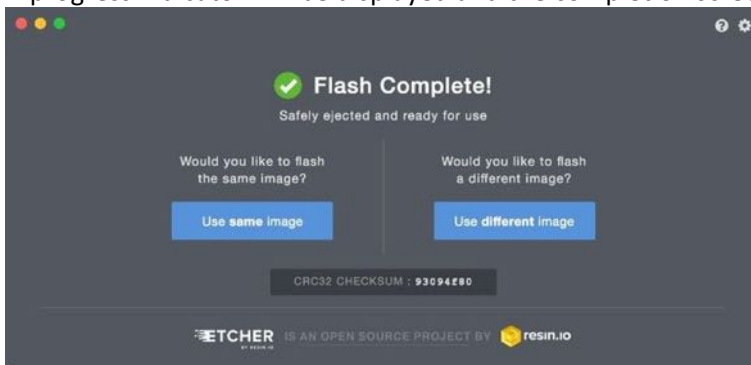 Flash Complete!
Safely ejected and ready for use
Would you like to flash
the same image?
Use same image
Would you like to flash
a different image?
Use different image
CRC32 CHECKSUM : 93094£80
ETCHER IS AN OPEN SOURCE PROJECT BY resin.io